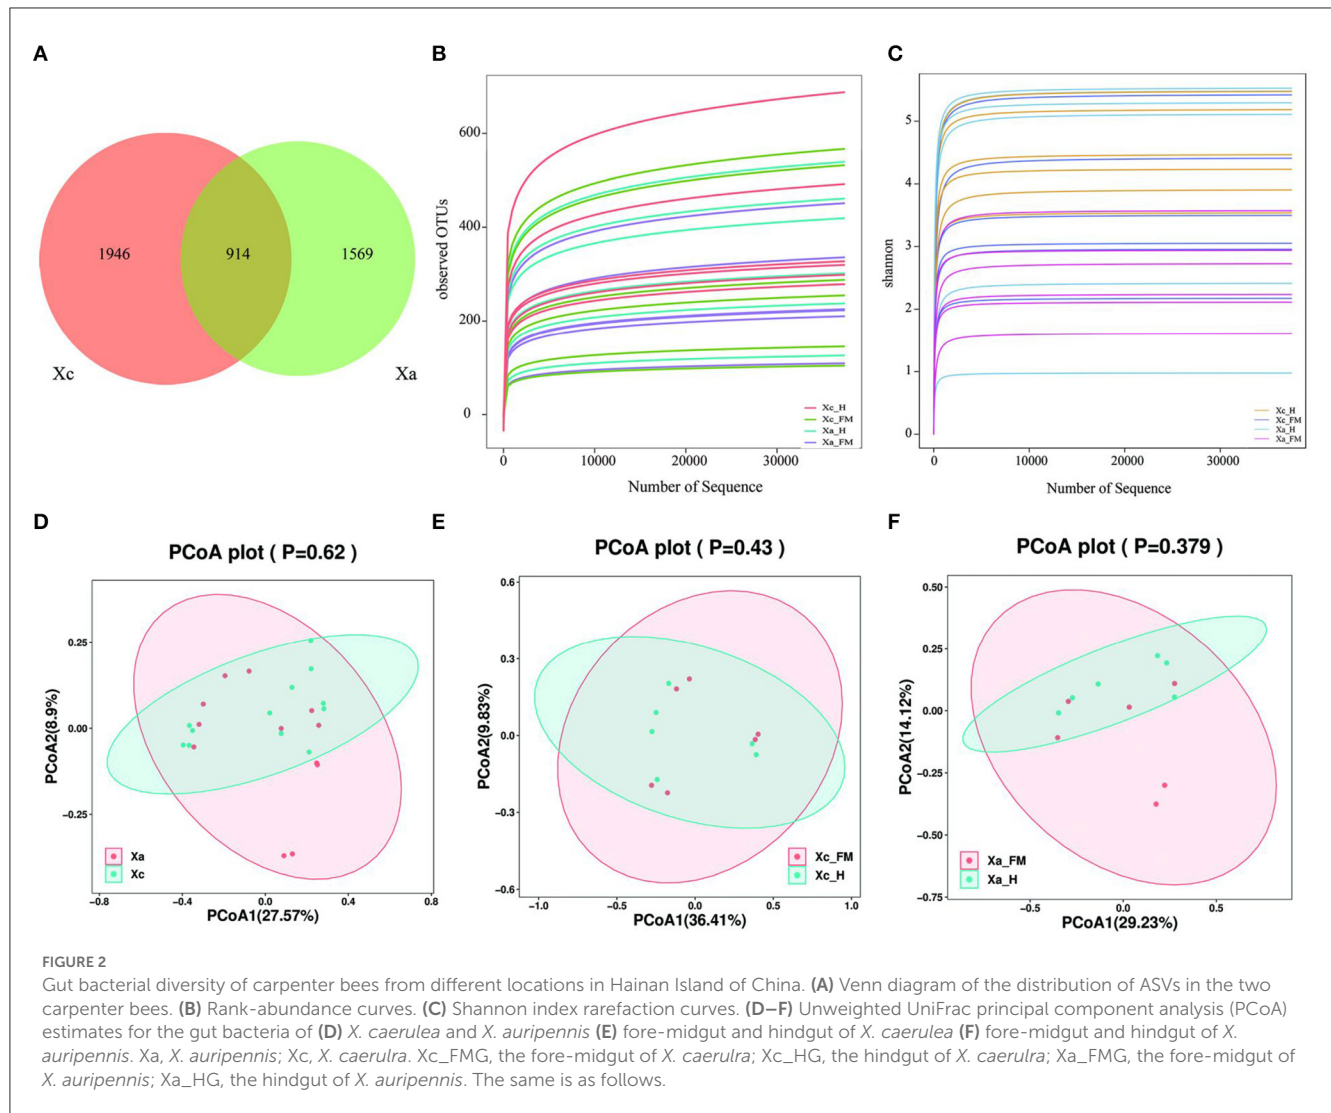 A
1946
914
1569
Xc
Xa
B
observed OTUs
600
400
200
0
0
10000
20000
30000
Number of Sequence
Xc_H
Xc_FM
Xa_H
Xa_FM
C
shannon
5
4
3
2
1
0
0
10000
20000
30000
Number of Sequence
Xc_H
Xc_FM
Xa_H
Xa_FM
D
PCoA plot ( P=0.62 )
PCoA2(8.9%)
0.25
0.00
−0.25
−0.8
−0.4
0.0
0.4
0.8
PCoA1(27.57%)
Xa
Xc
E
PCoA plot ( P=0.43 )
PCoA2(9.83%)
0.6
0.3
0.0
−0.3
−0.6
−1.0
−0.5
0.0
0.5
1.0
PCoA1(36.41%)
Xc_FM
Xc_H
F
PCoA plot ( P=0.379 )
PCoA2(14.12%)
0.50
0.25
0.00
−0.25
−0.50
−0.75
−0.5
0.0
0.5
PCoA1(29.23%)
Xa_FM
Xa_H
FIGURE 2
Gut bacterial diversity of carpenter bees from different locations in Hainan Island of China. (A) Venn diagram of the distribution of ASVs in the two
carpenter bees. (B) Rank-abundance curves. (C) Shannon index rarefaction curves. (D–F) Unweighted UniFrac principal component analysis (PCoA)
estimates for the gut bacteria of (D) X. caerulea and X. auripennis (E) fore-midgut and hindgut of X. caerulea (F) fore-midgut and hindgut of X.
auripennis. Xa, X. auripennis; Xc, X. caerulra. Xc_FMG, the fore-midgut of X. caerulra; Xc_HG, the hindgut of X. caerulra; Xa_FMG, the fore-midgut of
X. auripennis; Xa_HG, the hindgut of X. auripennis. The same is as follows.